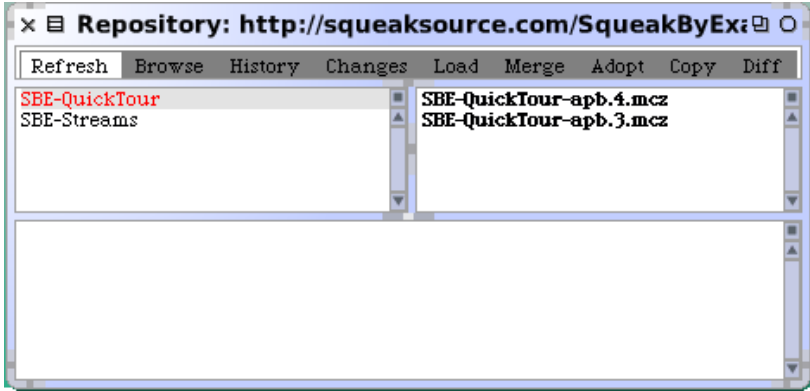 Repository: http://squeaksource.com/SqueakByExa
Refresh Browse History Changes Load Merge Adopt Copy Diff
SBE-QuickTour
SBE-Streams
SBE-QuickTour-apb.4.mcz
SBE-QuickTour-apb.3.mcz